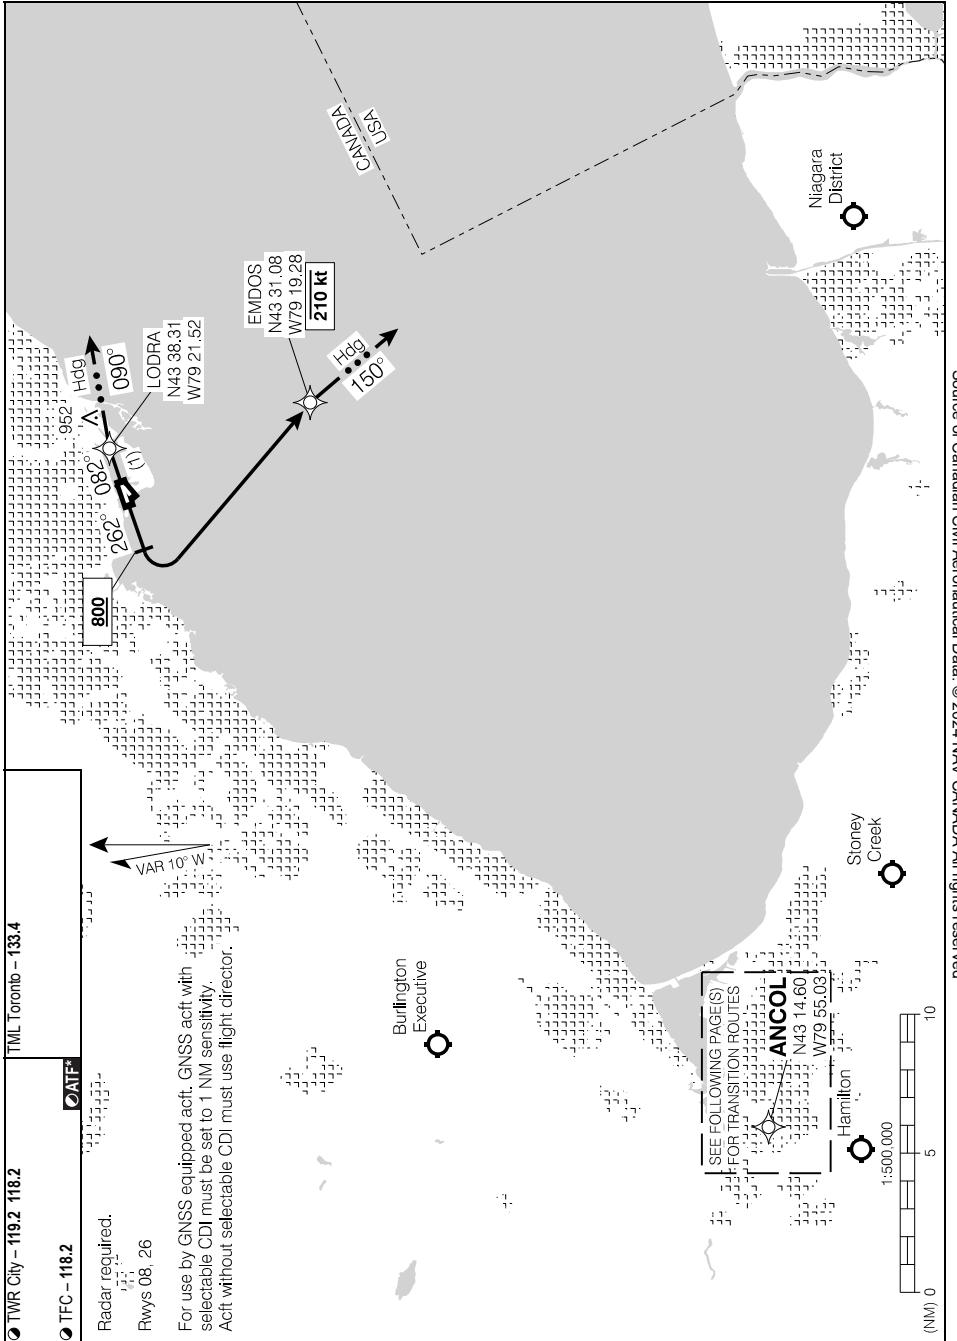 TWR City – 119.2 118.2
TML Toronto – 133.4
TFC – 118.2
ATF*
Radar required.
Rwys 08, 26
For use by GNSS equipped acft. GNSS acft with
selectable CDI must be set to 1 NM sensitivity.
Acft without selectable CDI must use flight director.
VAR 10° W
800
262°
082°
(1)
952
Hdg
090°
LODRA
N43 38.31
W79 21.52
EMDOS
N43 31.08
W79 19.28
210 kt
Hdg
150°
CANADA
USA
Niagara
District
Burlington
Executive
Stoney
Creek
SEE FOLLOWING PAGE(S)
FOR TRANSITION ROUTES
ANCOL
N43 14.60
W79 55.03
Hamilton
1:500,000
(NM) 0
5
10
Source of Canadian Civil Aeronautical Data: © 2024 NAV CANADA All rights reserved